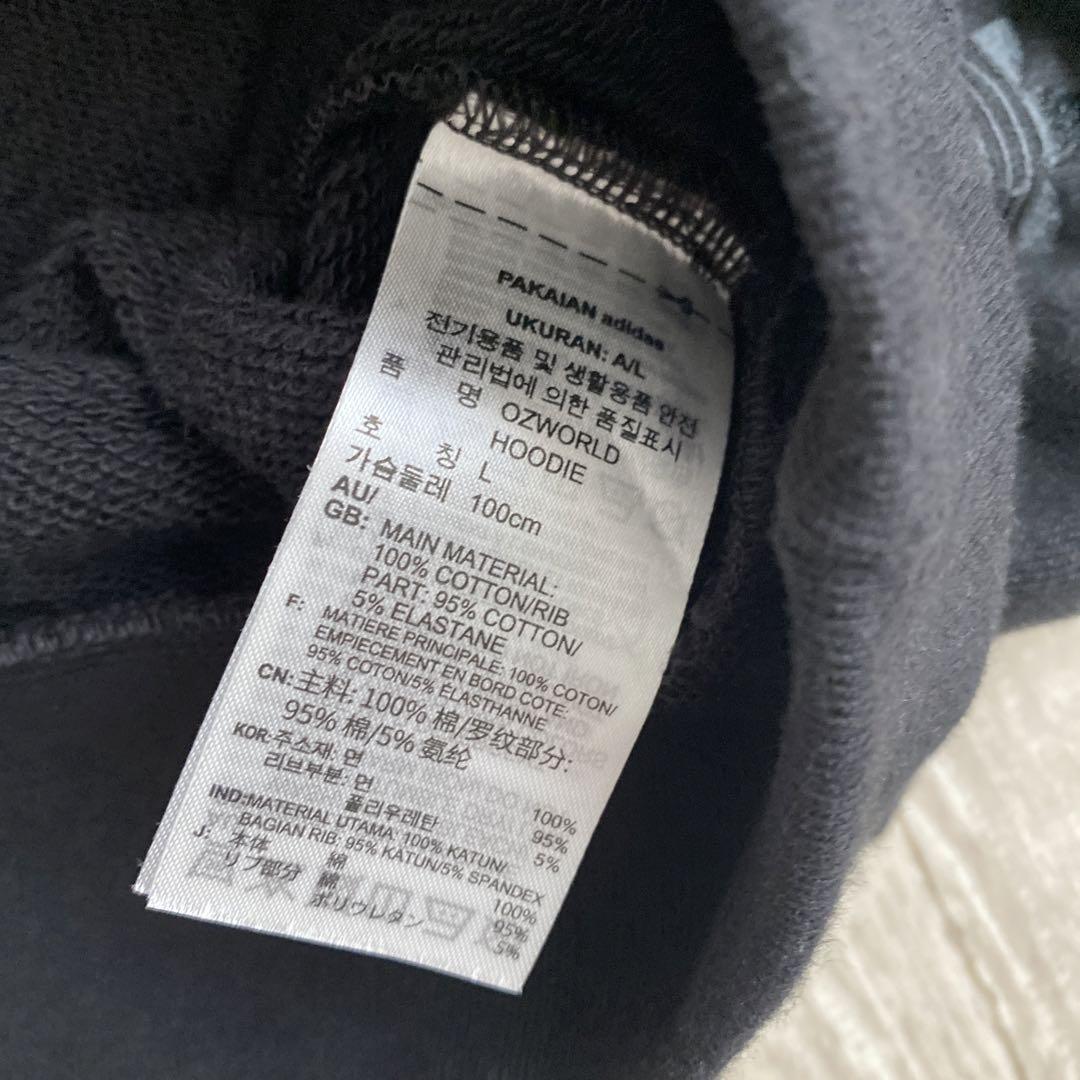 PAKAIAN adidas
UKURAN: A/L
전기용품 및 생활용품 안전
관리법에 의한 품질표시
품 명 OZWORLD
HOODIE
호 칭 L
가슴둘레 100cm
AU/
GB: MAIN MATERIAL:
100% COTTON/RIB
PART: 95% COTTON/
5% ELASTANE
F: MATIÈRE PRINCIPALE: 100% COTON/
EMPIECEMENT EN BORD COTE:
95% COTON/5% ÉLASTHANNE
CN: 主料: 100% 棉/罗纹部分:
95% 棉/5% 氨纶
KOR: 주소재: 면 100%
리브부분: 면 95%
폴리우레탄 5%
IND: MATERIAL UTAMA: 100% KATUN/
BAGIAN RIB: 95% KATUN/5% SPANDEX
J: 本体 綿 100%
リブ部分 綿 95%
ポリウレタン 5%